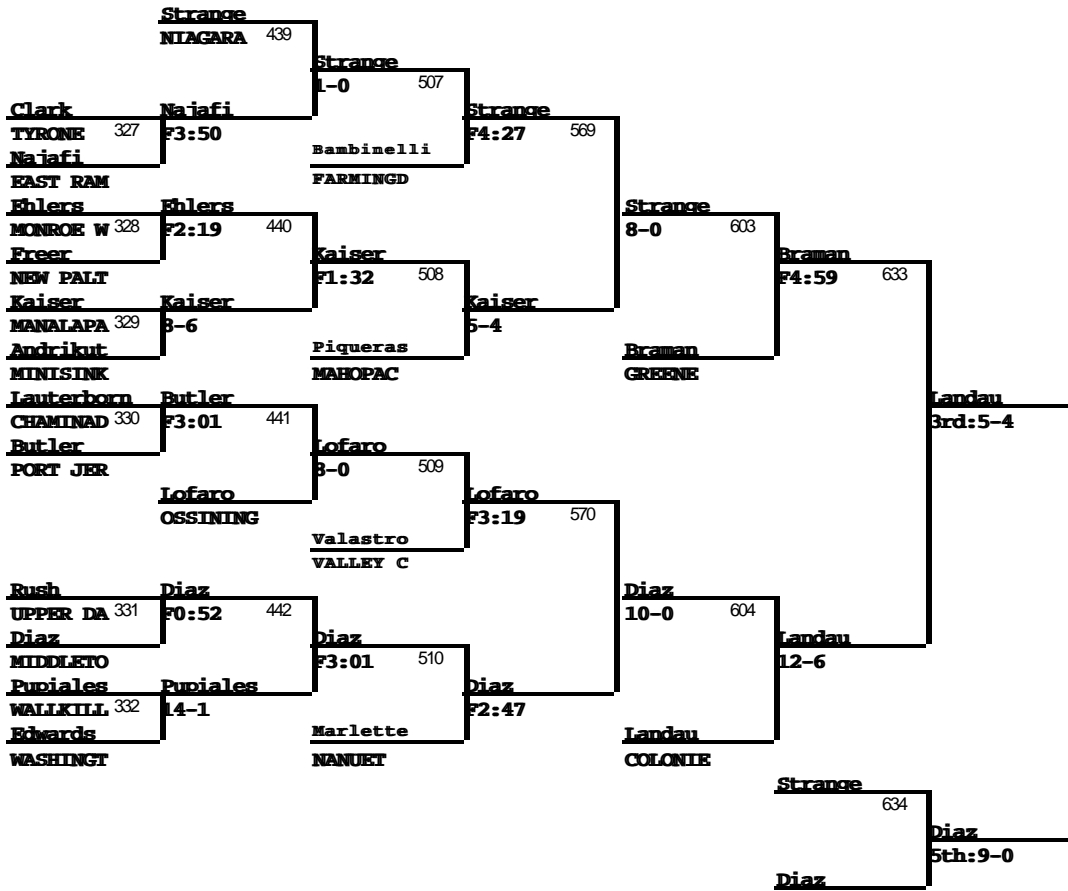 Strange
NIAGARA 439
Strange
1-0 507
Clark Najafi Strange
TYRONE 327 F3:50 F4:27 569
Najafi Bambinelli
EAST RAM FARMINGD
Ehlers Ehlers Strange
MONROE W 328 F2:19 440 8-0 603
Freer Kaiser Braman
NEW PALT F1:32 508 F4:59 633
Kaiser Kaiser Kaiser
MANALAPA 329 8-6 5-4
Andrikut Piqueras Braman
MINISINK MAHOPAC GREENE
Lauterborn Butler Landau
CHAMINAD 330 F3:01 441 3rd:5-4
Butler Lofaro
PORT JER 8-0 509
Lofaro Lofaro
OSSINING F3:19 570
Valastro
VALLEY C
Rush Diaz Diaz
UPPER DA 331 F0:52 442 10-0 604
Diaz Diaz Landau
MIDDLETO F3:01 510 12-6
Pupiales Pupiales Diaz
WALLKILL 332 14-1 F2:47
Edwards Marlette Landau
WASHINGT NANUET COLONIE
Strange
634
Diaz
5th:9-0
Diaz